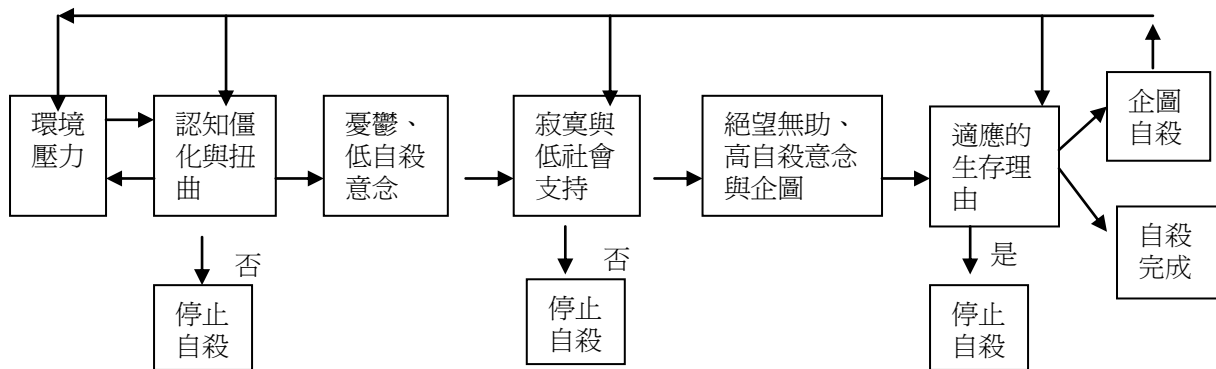 環境
壓力
認知僵
化與扭
曲
憂鬱、
低自殺
意念
寂寞與
低社會
支持
絕望無助、
高自殺意念
與企圖
適應的
生存理
由
企圖
自殺
自殺
完成
否
停止
自殺
否
停止
自殺
是
停止
自殺